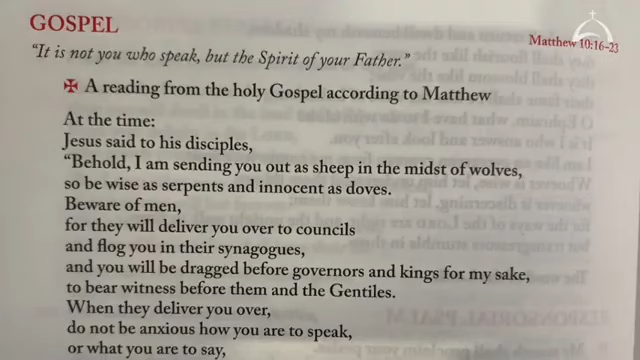 GOSPEL
Matthew 10:16–23
“It is not you who speak, but the Spirit of your Father.”
✠ A reading from the holy Gospel according to Matthew
At the time:
Jesus said to his disciples,
“Behold, I am sending you out as sheep in the midst of wolves,
so be wise as serpents and innocent as doves.
Beware of men,
for they will deliver you over to councils
and flog you in their synagogues,
and you will be dragged before governors and kings for my sake,
to bear witness before them and the Gentiles.
When they deliver you over,
do not be anxious how you are to speak,
or what you are to say,